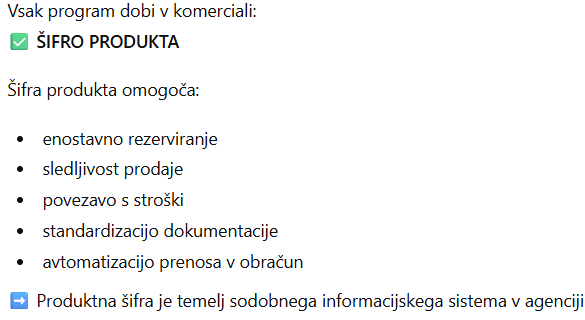 Vsak program dobi v komerciali:
✅ ŠIFRO PRODUKTA
Šifra produkta omogoča:
• enostavno rezerviranje
• sledljivost prodaje
• povezavo s stroški
• standardizacijo dokumentacije
• avtomatizacijo prenosa v obračun
➡️ Produktna šifra je temelj sodobnega informacijskega sistema v agenciji